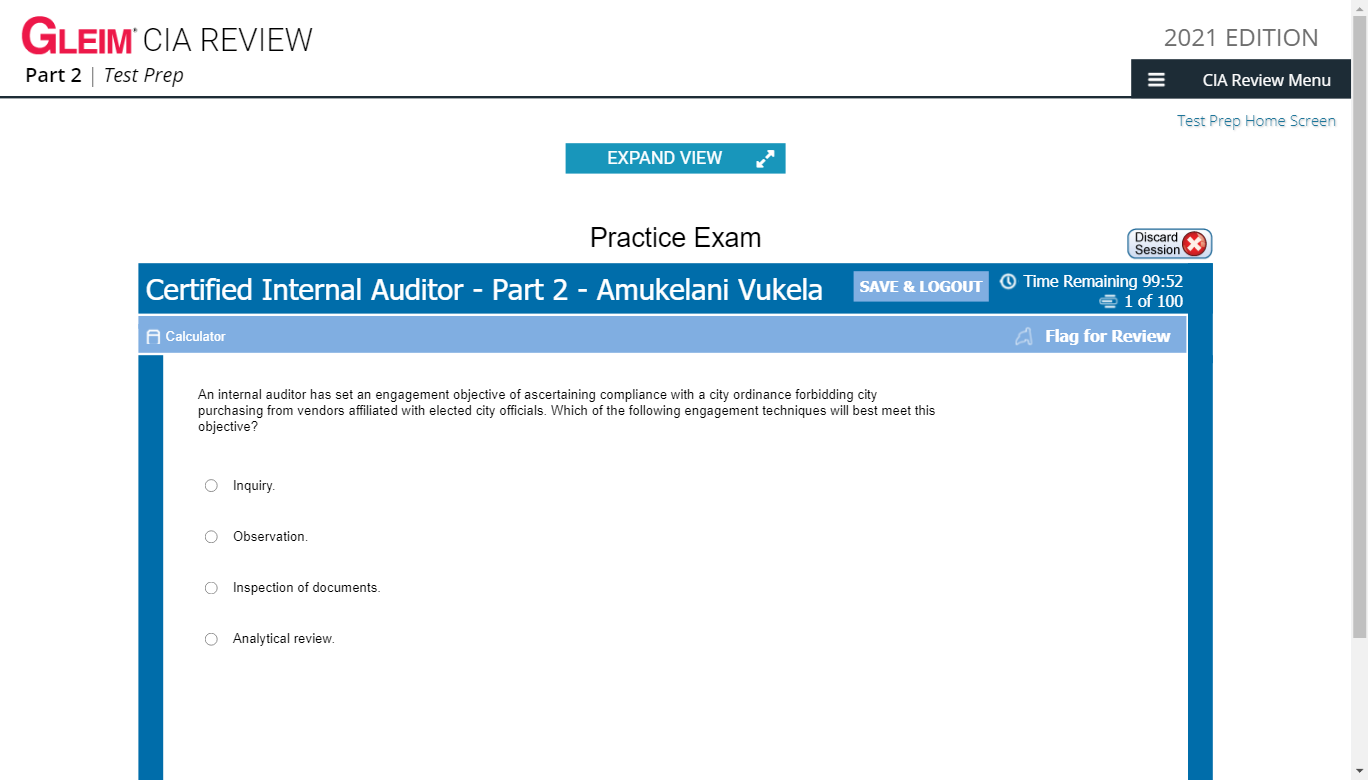 GLEIM® CIA REVIEW
2021 EDITION
Part 2 | Test Prep
CIA Review Menu
Test Prep Home Screen
EXPAND VIEW
Practice Exam
Discard
Session
Certified Internal Auditor - Part 2 - Amukelani Vukela
SAVE & LOGOUT
Time Remaining 99:52
1 of 100
Calculator
Flag for Review
An internal auditor has set an engagement objective of ascertaining compliance with a city ordinance forbidding city
purchasing from vendors affiliated with elected city officials. Which of the following engagement techniques will best meet this
objective?
Inquiry.
Observation.
Inspection of documents.
Analytical review.